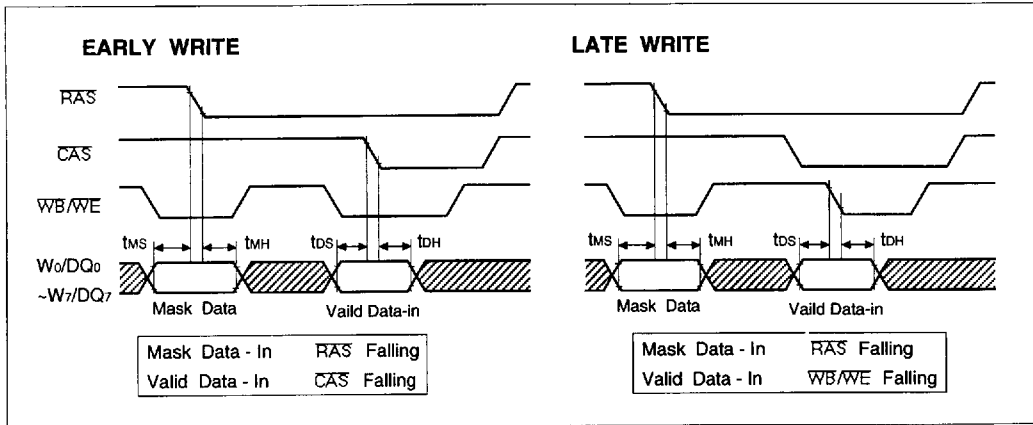 EARLY WRITE
LATE WRITE
RAS
CAS
WB/WE
tMS
tMH
tDS
tDH
tMS
tMH
tDS
tDH
W0/DQ0
~W7/DQ7
Mask Data
Vaild Data-in
Mask Data
Vaild Data-in
Mask Data - In RAS Falling
Valid Data - In CAS Falling
Mask Data - In RAS Falling
Valid Data - In WB/WE Falling